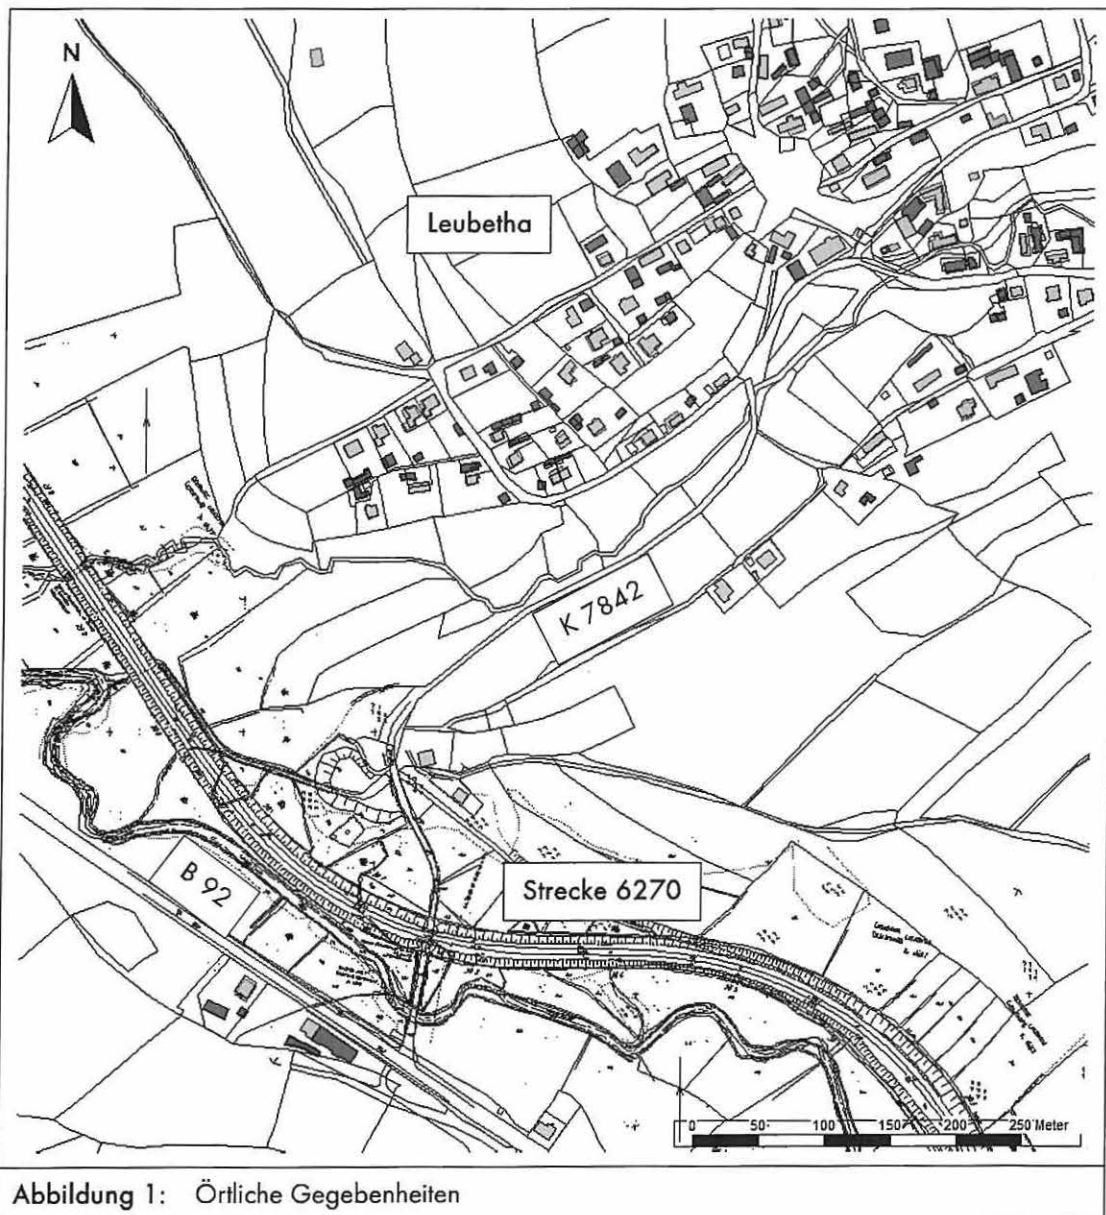 N
Leubetha
K 7842
B 92
Strecke 6270
0 50 100 150 200 250 Meter
Abbildung 1: Örtliche Gegebenheiten